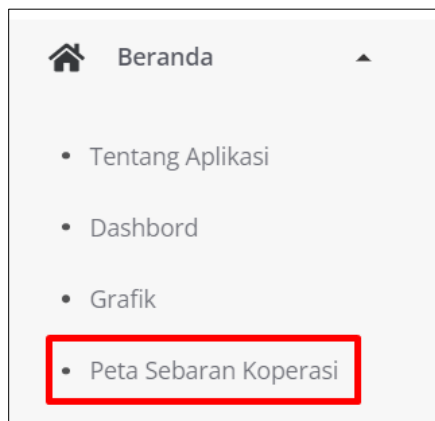 Beranda
Tentang Aplikasi
Dashbord
Grafik
Peta Sebaran Koperasi